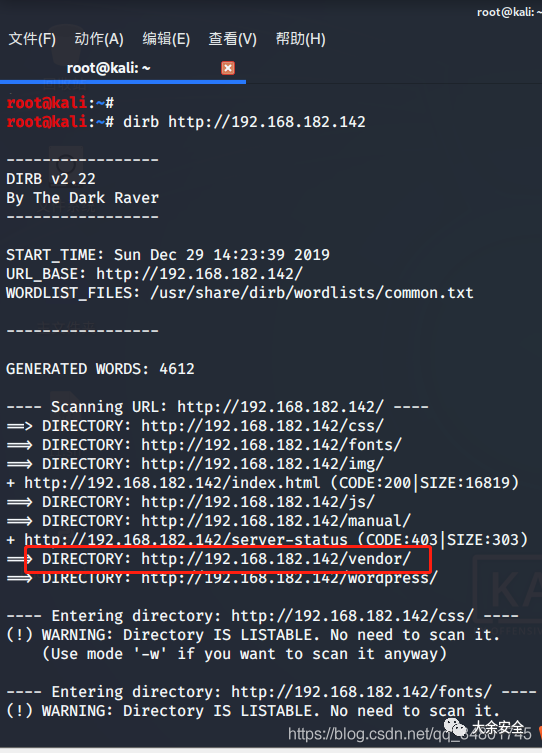 root@kali:
文件(F) 动作(A) 编辑(E) 查看(V) 帮助(H)
root@kali: ~
root@kali:~#
root@kali:~# dirb http://192.168.182.142
-----------------
DIRB v2.22
By The Dark Raver
-----------------
START_TIME: Sun Dec 29 14:23:39 2019
URL_BASE: http://192.168.182.142/
WORDLIST_FILES: /usr/share/dirb/wordlists/common.txt
-----------------
GENERATED WORDS: 4612
---- Scanning URL: http://192.168.182.142/ ----
==> DIRECTORY: http://192.168.182.142/css/
==> DIRECTORY: http://192.168.182.142/fonts/
==> DIRECTORY: http://192.168.182.142/img/
+ http://192.168.182.142/index.html (CODE:200|SIZE:16819)
==> DIRECTORY: http://192.168.182.142/js/
==> DIRECTORY: http://192.168.182.142/manual/
+ http://192.168.182.142/server-status (CODE:403|SIZE:303)
==> DIRECTORY: http://192.168.182.142/vendor/
==> DIRECTORY: http://192.168.182.142/wordpress/
---- Entering directory: http://192.168.182.142/css/ ----
(!) WARNING: Directory IS LISTABLE. No need to scan it.
(Use mode '-w' if you want to scan it anyway)
---- Entering directory: http://192.168.182.142/fonts/ ----
(!) WARNING: Directory IS LISTABLE. No need to scan it.
大余安全